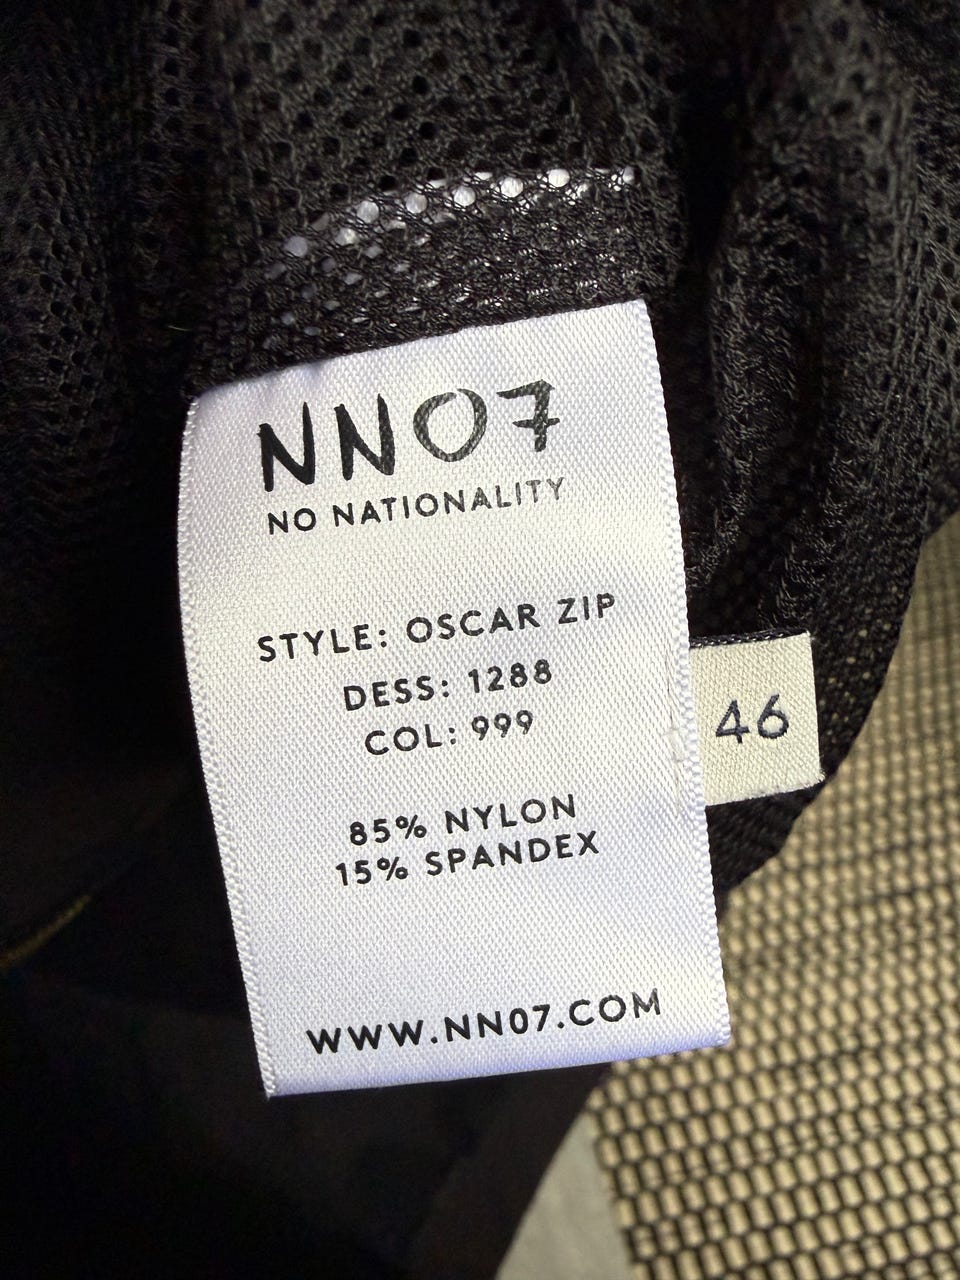 NN07
NO NATIONALITY
STYLE: OSCAR ZIP
DESS: 1288
COL: 999
85% NYLON
15% SPANDEX
WWW.NN07.COM
46